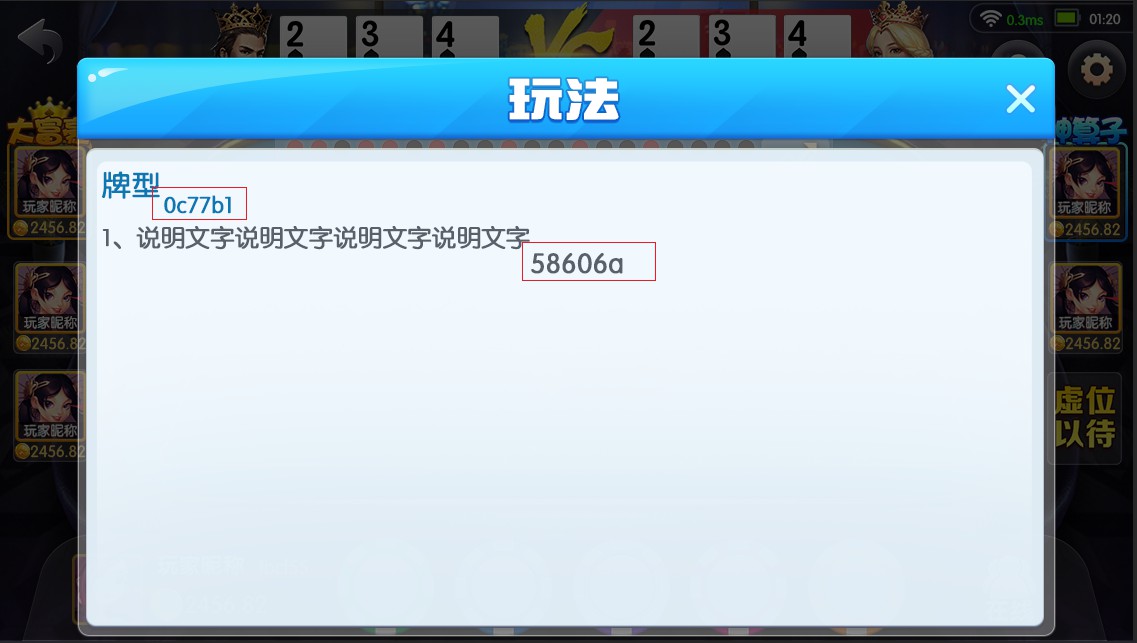 2 3 4 2 3 4
0.3ms 01:20
玩法
牌型
0c77b1
1、说明文字说明文字说明文字说明文字
58606a
玩家昵称
2456.82
玩家昵称
2456.82
玩家昵称
2456.82
神算子
玩家昵称
2456.82
玩家昵称
2456.82
虚位
以待